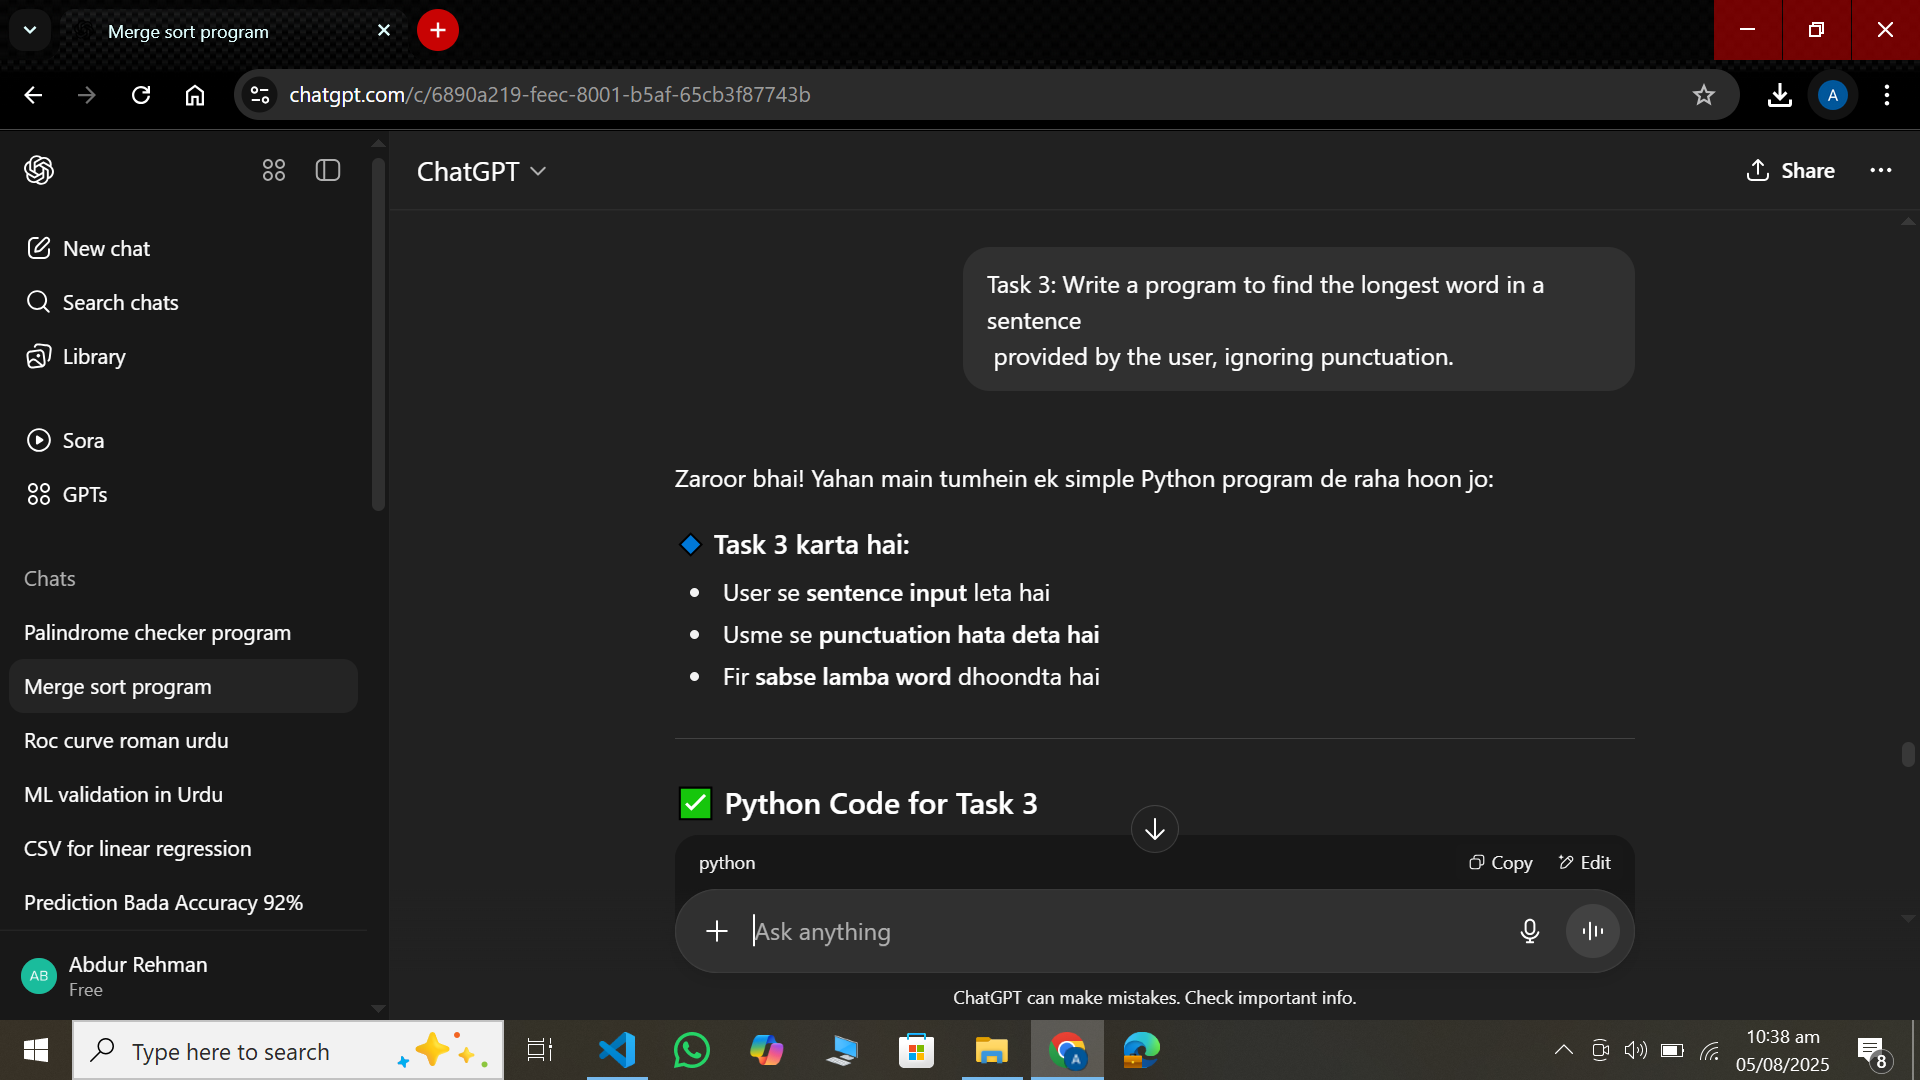 Merge sort program
chatgpt.com/c/6890a219-feec-8001-b5af-65cb3f87743b
A
ChatGPT
Share
New chat
Search chats
Library
Sora
GPTs
Chats
Palindrome checker program
Merge sort program
Roc curve roman urdu
ML validation in Urdu
CSV for linear regression
Prediction Bada Accuracy 92%
AB
Abdur Rehman
Free
Task 3: Write a program to find the longest word in a
sentence
provided by the user, ignoring punctuation.
Zaroor bhai! Yahan main tumhein ek simple Python program de raha hoon jo:
Task 3 karta hai:
User se sentence input leta hai
Usme se punctuation hata deta hai
Fir sabse lamba word dhoondta hai
Python Code for Task 3
python
Copy
Edit
Ask anything
ChatGPT can make mistakes. Check important info.
Type here to search
A
10:38 am
05/08/2025
8